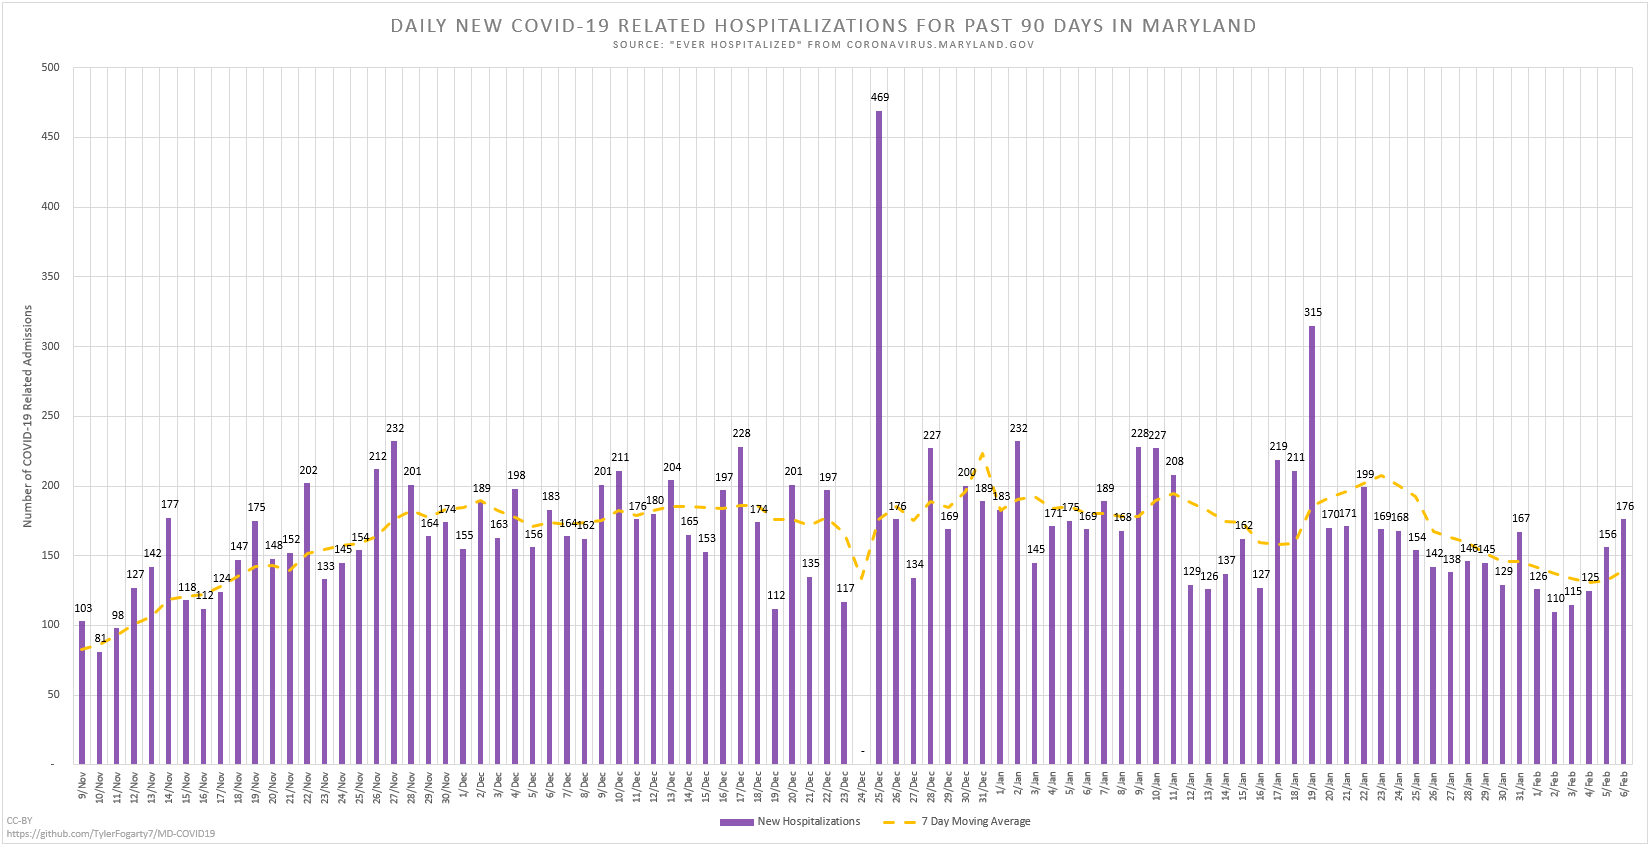 DAILY NEW COVID-19 RELATED HOSPITALIZATIONS FOR PAST 90 DAYS IN MARYLAND
SOURCE: "EVER HOSPITALIZED" FROM CORONAVIRUS.MARYLAND.GOV
Number of COVID-19 Related Admissions
500
450
400
350
300
250
200
150
100
50
-
103 81 98 127 142 177 118 112 124 147 175 148 152 202 133 145 154 212 232 201 164 174 155 189 163 198 156 183 164 162 201 211 176 180 204 165 153 197 228 174 112 201 135 197 117 - 469 176 134 227 169 200 189 183 232 145 171 175 169 189 168 228 227 208 129 126 137 162 127 219 211 315 170 171 199 169 168 154 142 138 146 145 129 167 126 110 115 125 156 176
9/Nov 10/Nov 11/Nov 12/Nov 13/Nov 14/Nov 15/Nov 16/Nov 17/Nov 18/Nov 19/Nov 20/Nov 21/Nov 22/Nov 23/Nov 24/Nov 25/Nov 26/Nov 27/Nov 28/Nov 29/Nov 30/Nov 1/Dec 2/Dec 3/Dec 4/Dec 5/Dec 6/Dec 7/Dec 8/Dec 9/Dec 10/Dec 11/Dec 12/Dec 13/Dec 14/Dec 15/Dec 16/Dec 17/Dec 18/Dec 19/Dec 20/Dec 21/Dec 22/Dec 23/Dec 24/Dec 25/Dec 26/Dec 27/Dec 28/Dec 29/Dec 30/Dec 31/Dec 1/Jan 2/Jan 3/Jan 4/Jan 5/Jan 6/Jan 7/Jan 8/Jan 9/Jan 10/Jan 11/Jan 12/Jan 13/Jan 14/Jan 15/Jan 16/Jan 17/Jan 18/Jan 19/Jan 20/Jan 21/Jan 22/Jan 23/Jan 24/Jan 25/Jan 26/Jan 27/Jan 28/Jan 29/Jan 30/Jan 31/Jan 1/Feb 2/Feb 3/Feb 4/Feb 5/Feb 6/Feb
New Hospitalizations 7 Day Moving Average
CC-BY
https://github.com/TylerFogarty7/MD-COVID19